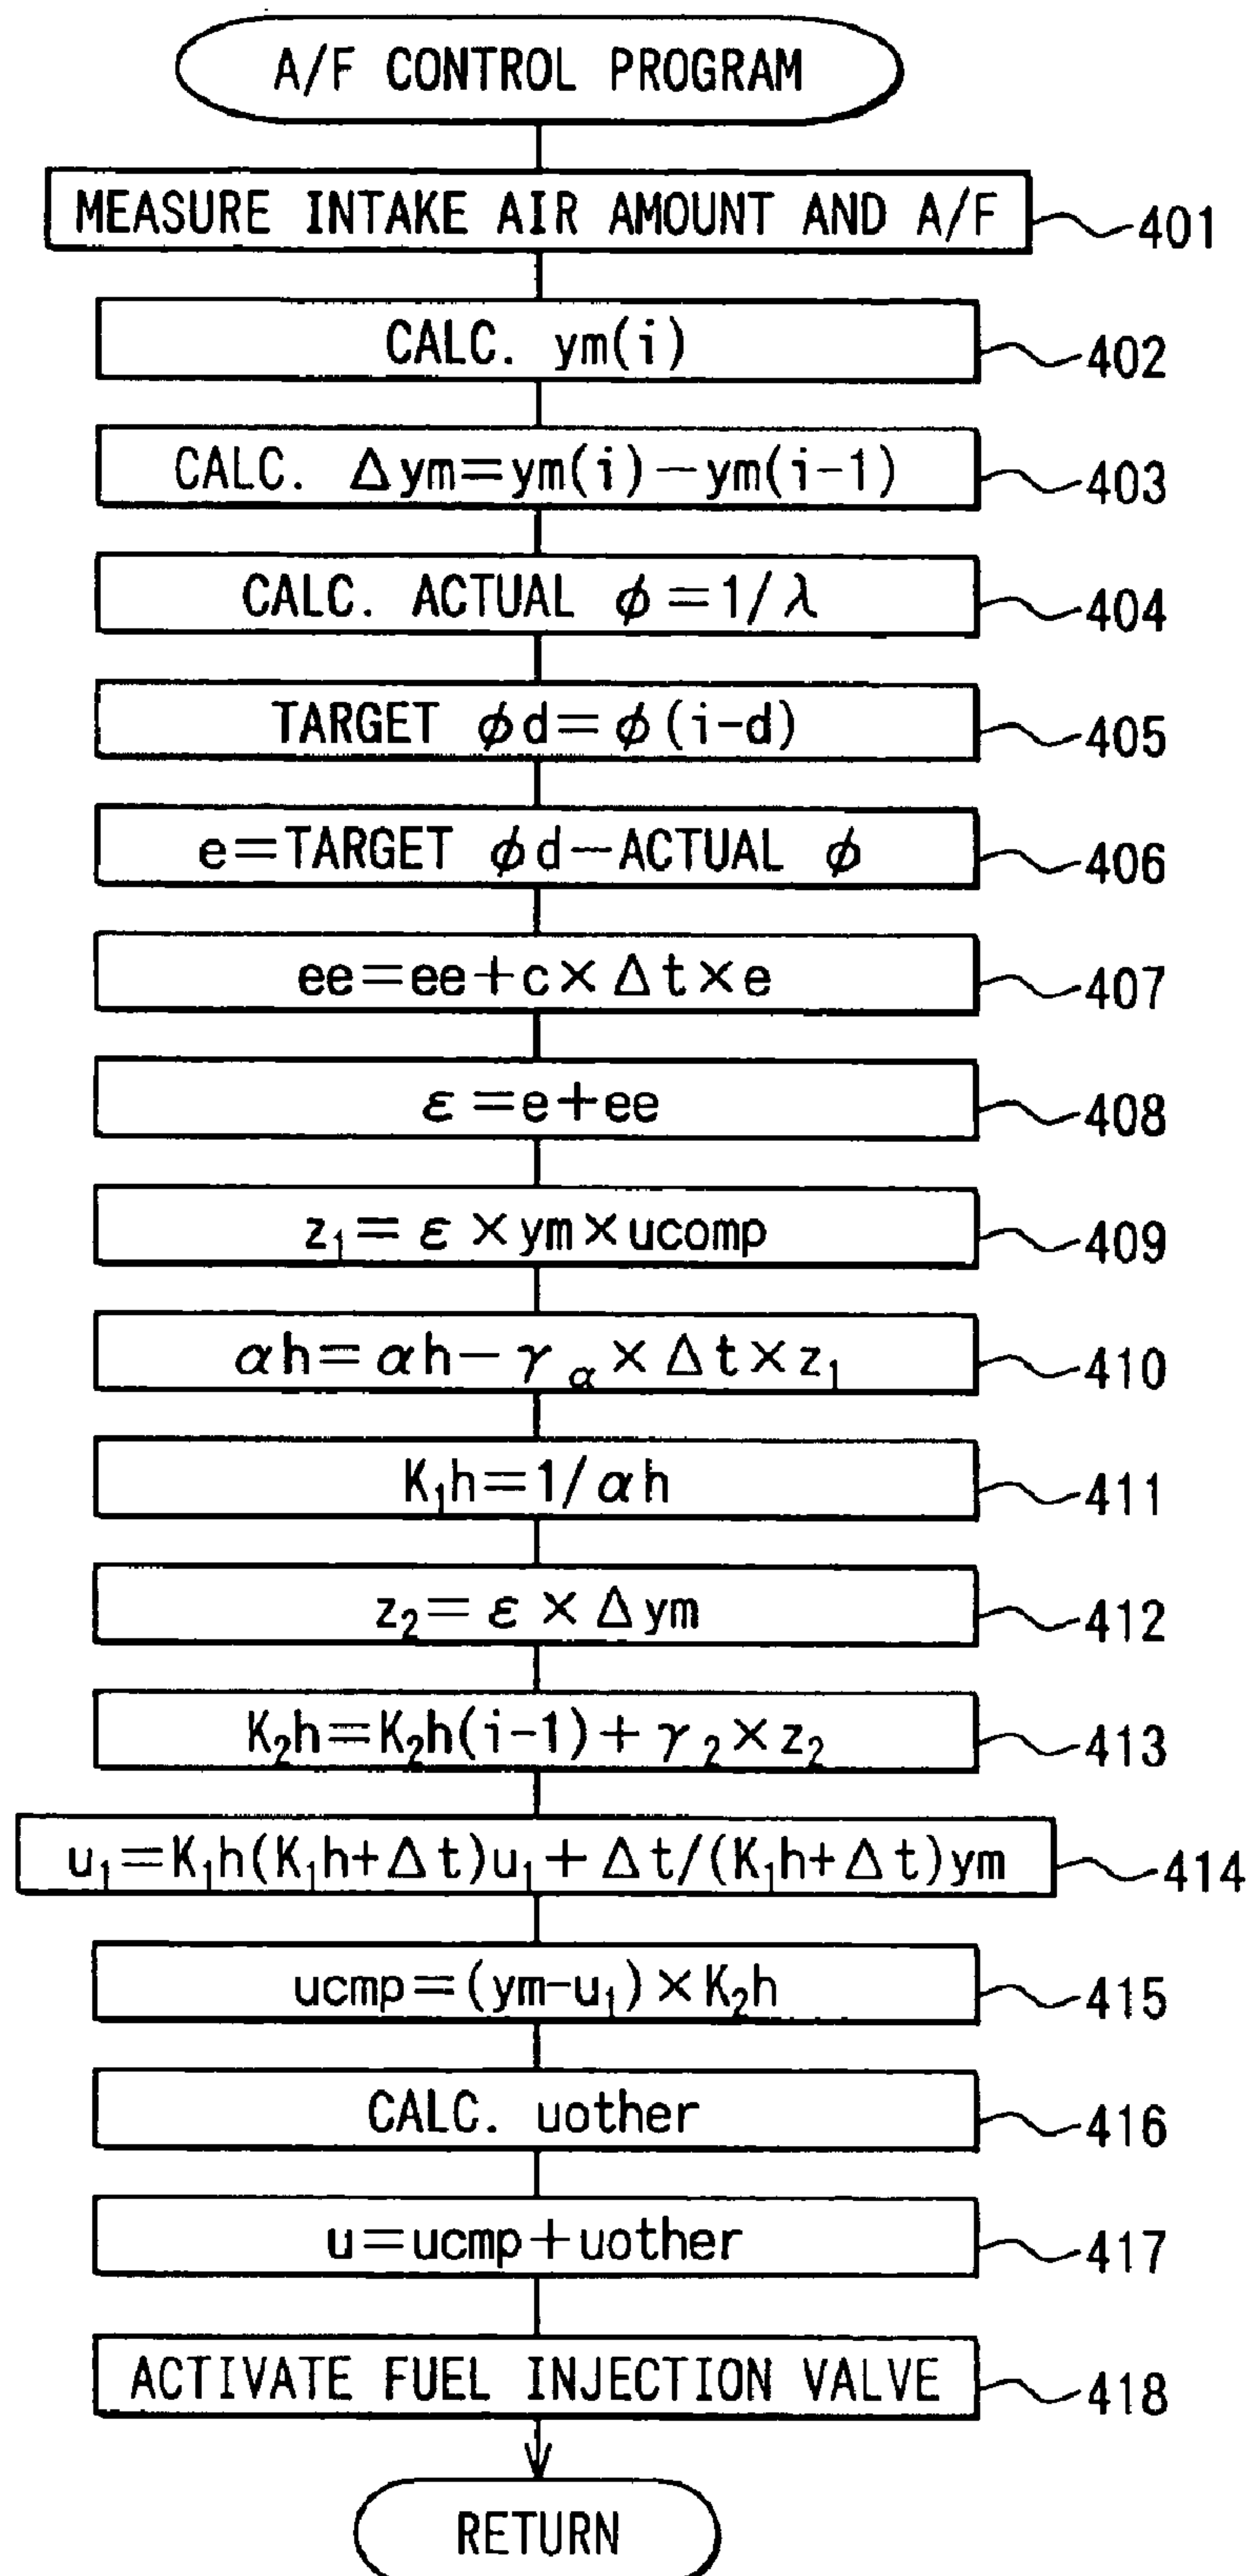 A/F CONTROL PROGRAM
MEASURE INTAKE AIR AMOUNT AND A/F
401
CALC. ym(i)
402
CALC. Δym=ym(i)−ym(i-1)
403
CALC. ACTUAL ϕ=1/λ
404
TARGET ϕd=ϕ(i-d)
405
e=TARGET ϕd−ACTUAL ϕ
406
ee=ee+c×Δt×e
407
ε=e+ee
408
z₁=ε×ym×ucomp
409
αh=αh−γ_α×Δt×z₁
410
K₁h=1/αh
411
z₂=ε×Δym
412
K₂h=K₂h(i-1)+γ₂×z₂
413
u₁=K₁h(K₁h+Δt)u₁+Δt/(K₁h+Δt)ym
414
ucmp=(ym-u₁)×K₂h
415
CALC. uother
416
u=ucmp+uother
417
ACTIVATE FUEL INJECTION VALVE
418
RETURN